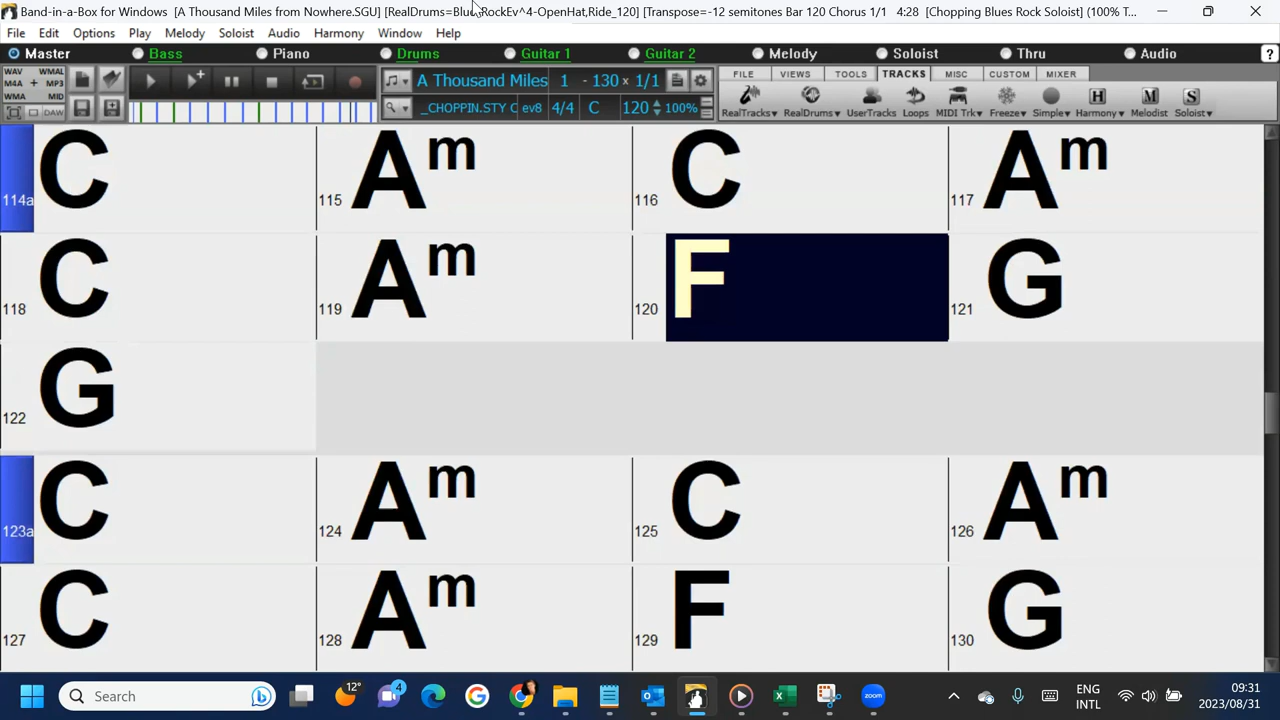 Band-in-a-Box for Windows [A Thousand Miles from Nowhere.SGU] [RealDrums=BluesRockEv^4-OpenHat,Ride_120] [Transpose=-12 semitones Bar 120 Chorus 1/1 4:28 [Chopping Blues Rock Soloist] (100% T...
File Edit Options Play Melody Soloist Audio Harmony Window Help
Master Bass Piano Drums Guitar 1 Guitar 2 Melody Soloist Thru Audio ?
WAV WMAL
M4A + MP3
WMA MID
DAW
A Thousand Miles 1 - 130 x 1/1
_CHOPPIN.STY C ev8 4/4 C 120 100%
FILE VIEWS TOOLS TRACKS MISC CUSTOM MIXER
RealTracks RealDrums UserTracks Loops MIDI Trk Freeze Simple Harmony Melodist Soloist
114a C 115 Am 116 C 117 Am
118 C 119 Am 120 F 121 G
122 G
123a C 124 Am 125 C 126 Am
127 C 128 Am 129 F 130 G
Search 12° 4 zoom ENG INTL 09:31 2023/08/31